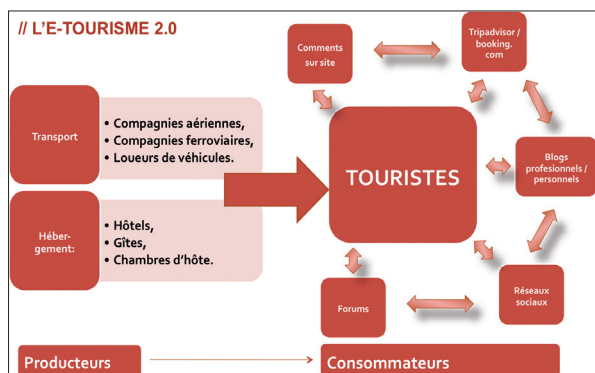 // L'E-TOURISME 2.0
Transport
• Compagnies aériennes,
• Compagnies ferroviaires,
• Loueurs de véhicules.
Héber-
gement:
• Hôtels,
• Gîtes,
• Chambres d'hôte.
Comments
sur site
Tripadvisor /
booking.
com
TOURISTES
Blogs
profesionnels /
personnels
Réseaux
sociaux
Forums
Producteurs
Consommateurs